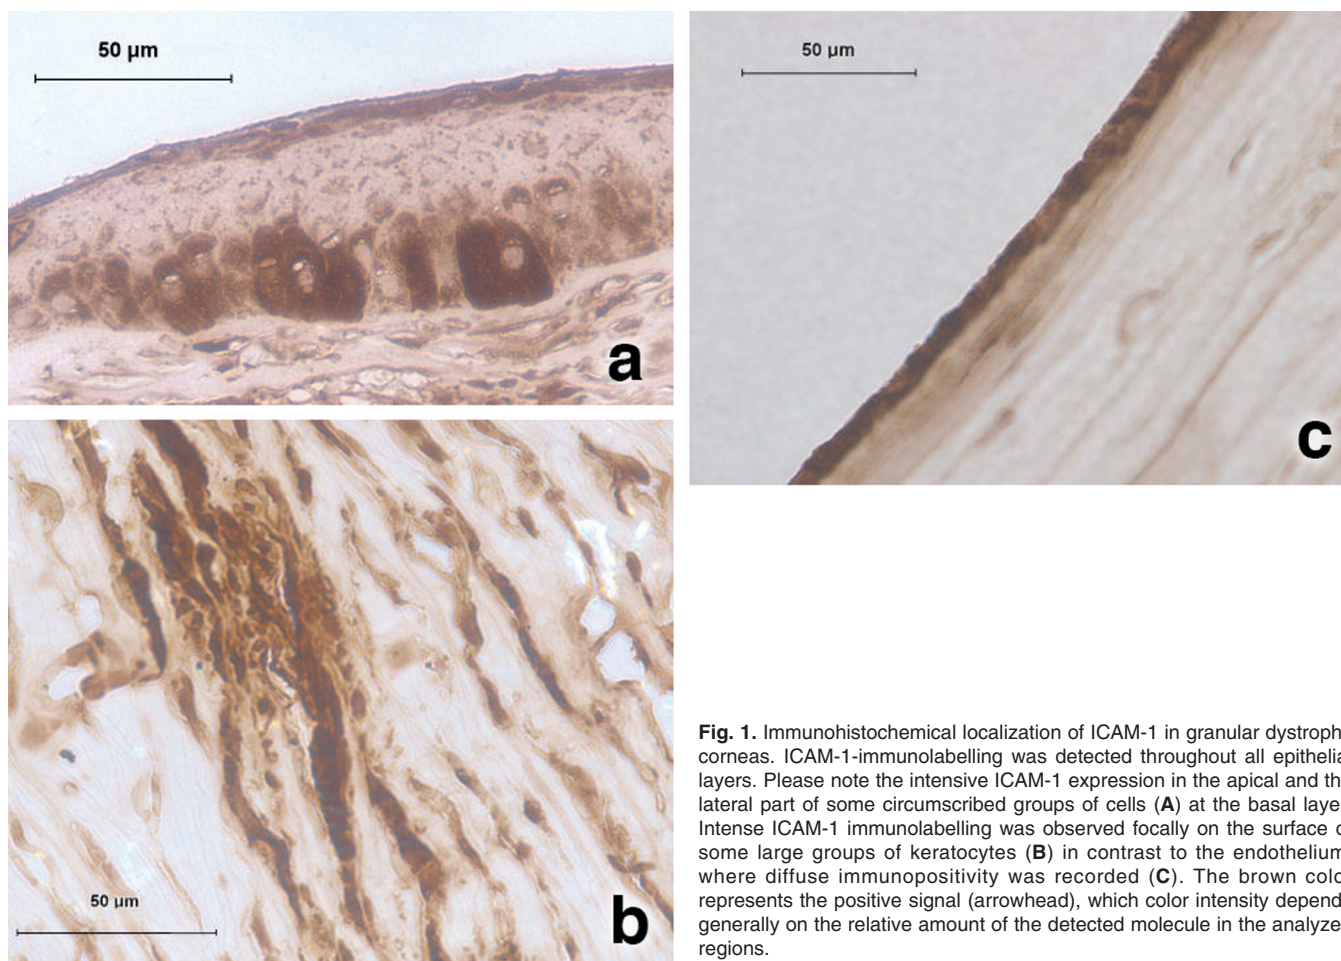 50 µm
a
50 µm
c
50 µm
b
Fig. 1. Immunohistochemical localization of ICAM-1 in granular dystroph
corneas. ICAM-1-immunolabelling was detected throughout all epithelia
layers. Please note the intensive ICAM-1 expression in the apical and th
lateral part of some circumscribed groups of cells (A) at the basal laye
Intense ICAM-1 immunolabelling was observed focally on the surface o
some large groups of keratocytes (B) in contrast to the endothelium
where diffuse immunopositivity was recorded (C). The brown colo
represents the positive signal (arrowhead), which color intensity depend
generally on the relative amount of the detected molecule in the analyze
regions.